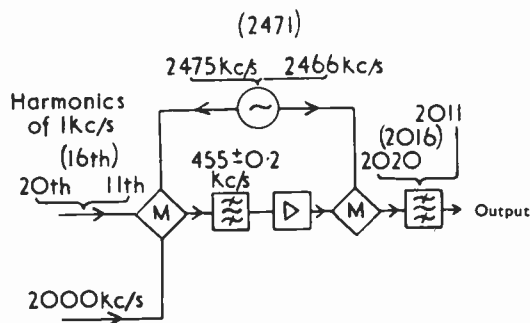 (2471)
2475kc/s 2466kc/s
~
Harmonics
of 1kc/s
(16th)
20th 11th
455±0·2
kc/s
2011
(2016)
2020
M
M
Output
2000kc/s